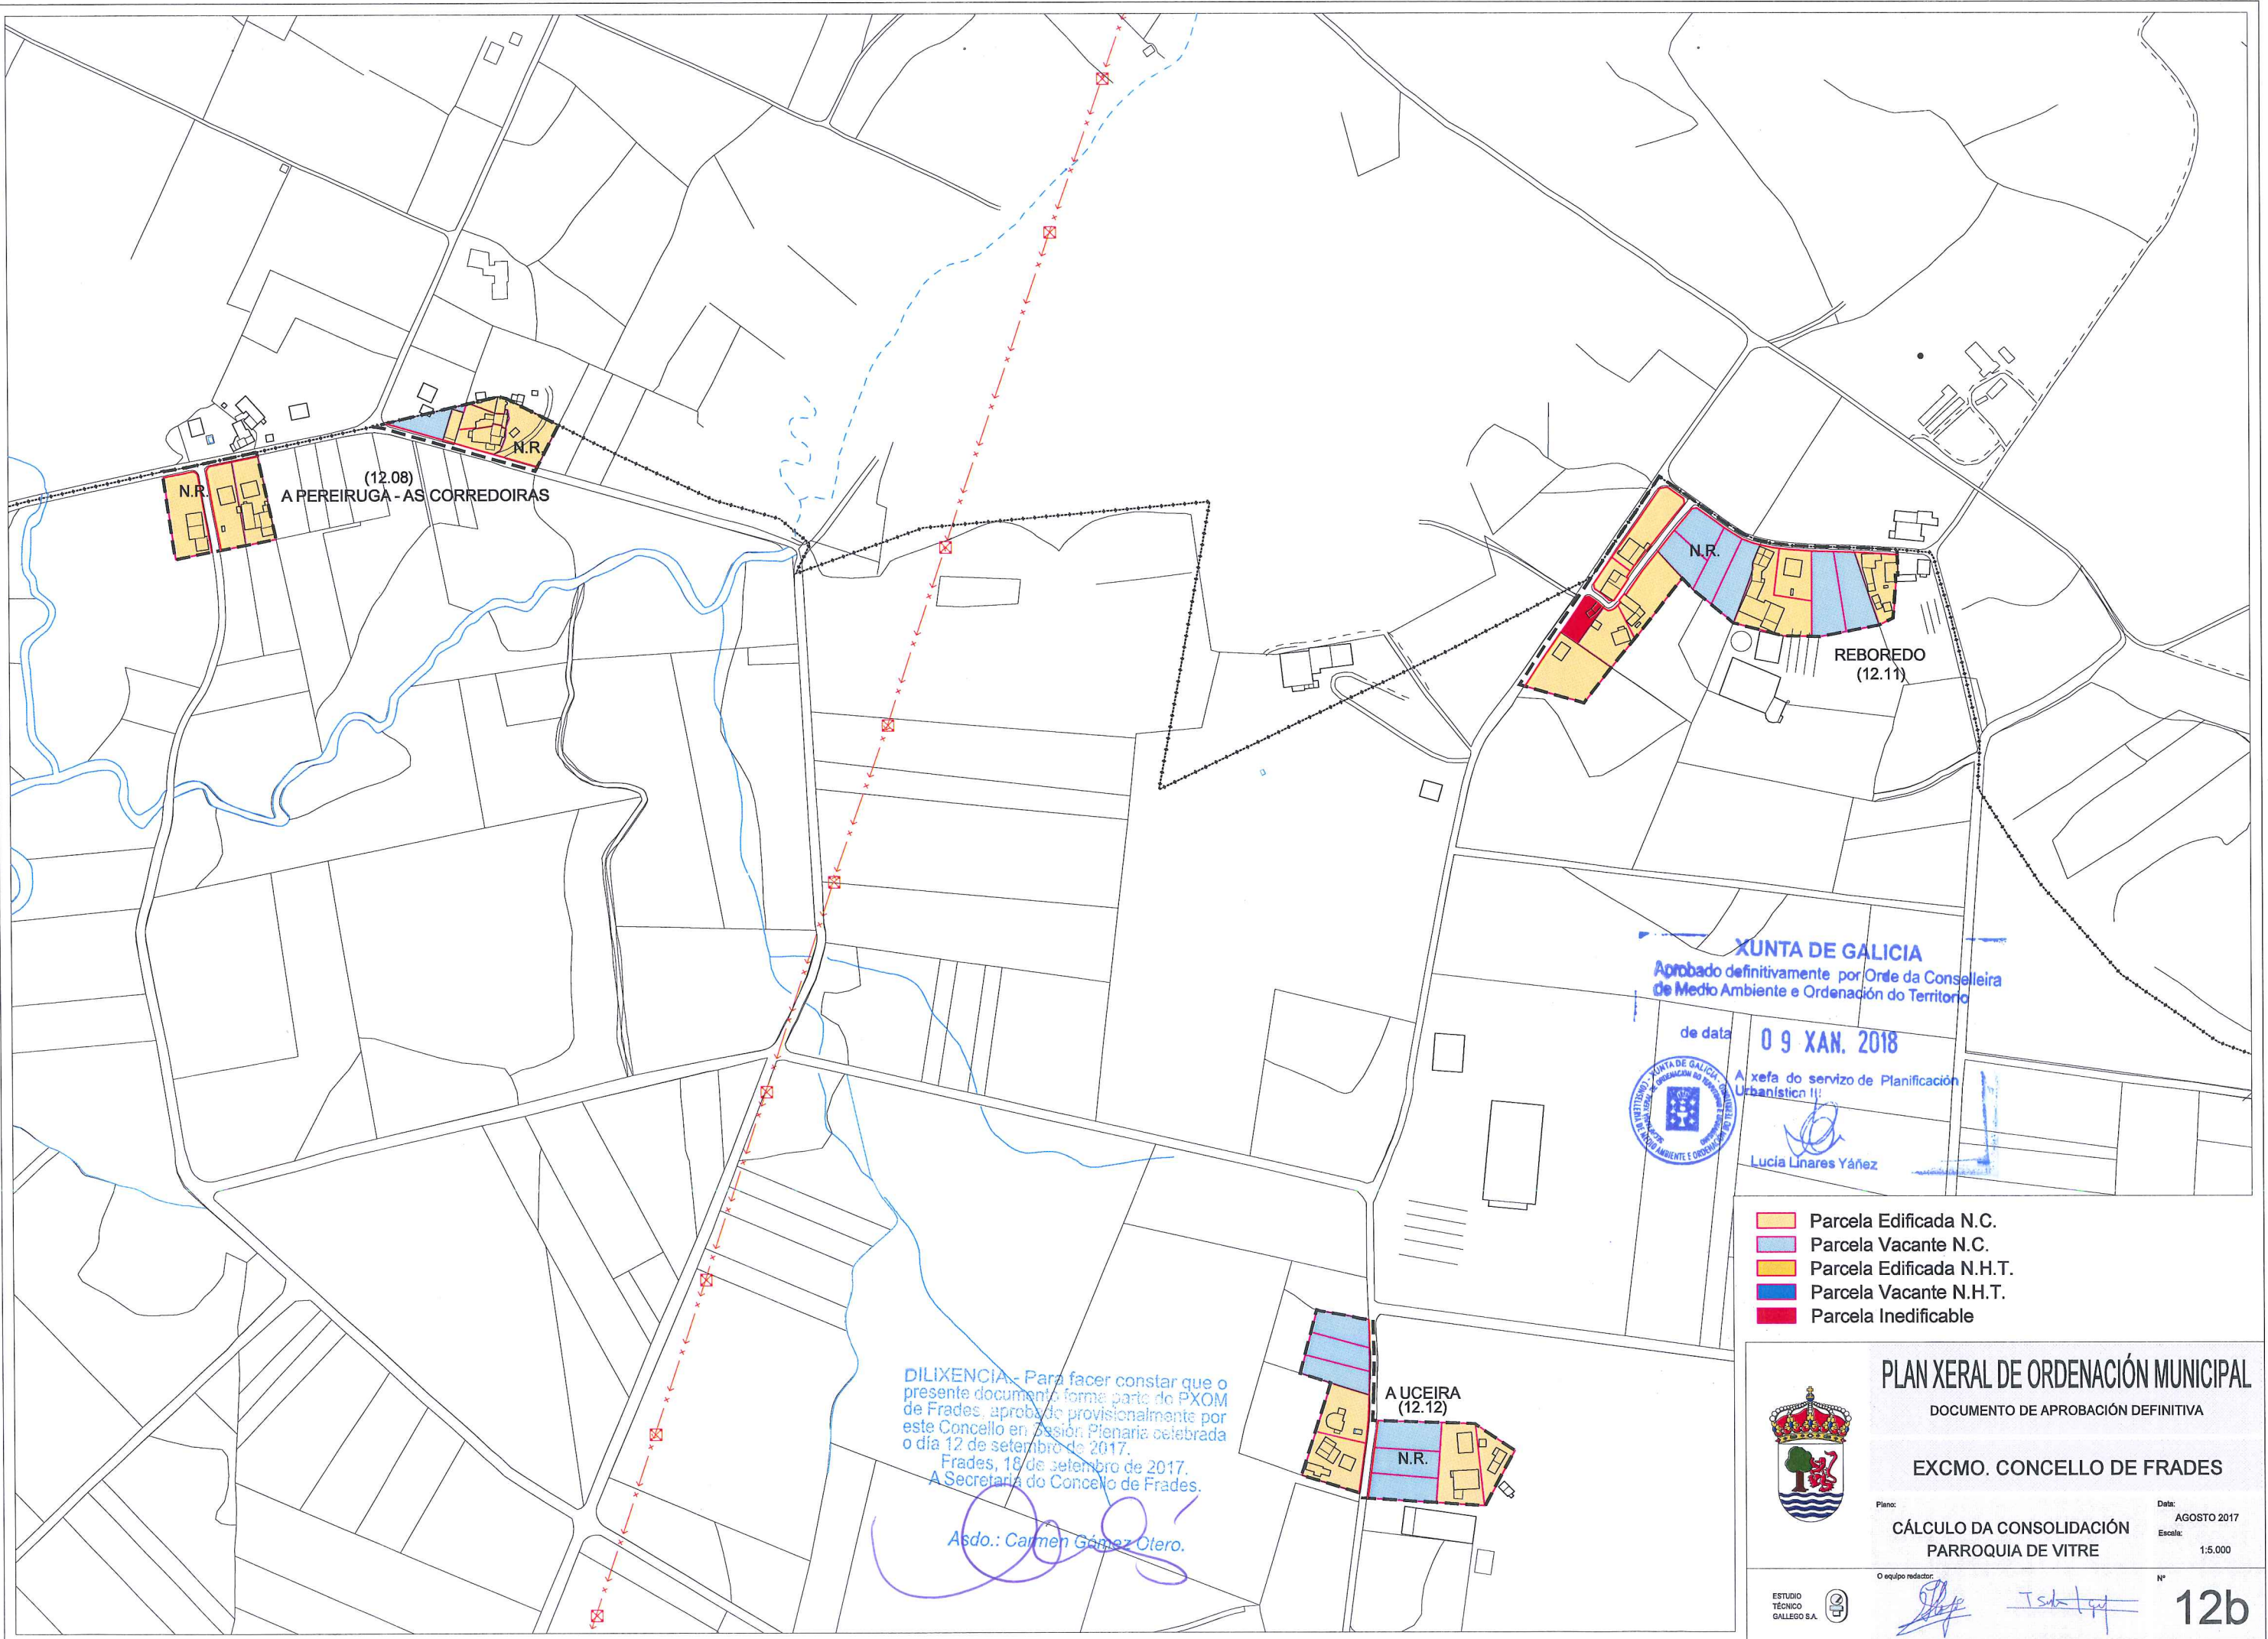 N.R.
(12.08)
A PEREIRUGA - AS CORREDOIRAS
N.R.
N.R.
REBOREDO
(12.11)
XUNTA DE GALICIA
Aprobado definitivamente por Orde da Conselleira
de Medio Ambiente e Ordenación do Territorio
de data 09 XAN. 2018
A xefa do servizo de Planificación
Urbanística II
Lucía Linares Yáñez
Parcela Edificada N.C.
Parcela Vacante N.C.
Parcela Edificada N.H.T.
Parcela Vacante N.H.T.
Parcela Inedificable
A UCEIRA
(12.12)
N.R.
DILIXENCIA.- Para facer constar que o
presente documento forma parte do PXOM
de Frades, aprobado provisionalmente por
este Concello en Sesión Plenaria celebrada
o día 12 de setembro de 2017.
Frades, 18 de setembro de 2017.
A Secretaria do Concello de Frades.
Asdo.: Carmen Gómez Otero.
PLAN XERAL DE ORDENACIÓN MUNICIPAL
DOCUMENTO DE APROBACIÓN DEFINITIVA
EXCMO. CONCELLO DE FRADES
Plano:
CÁLCULO DA CONSOLIDACIÓN
PARROQUIA DE VITRE
Data:
AGOSTO 2017
Escala:
1:5.000
ESTUDIO
TÉCNICO
GALLEGO S.A.
O equipo redactor:
Nº
12b